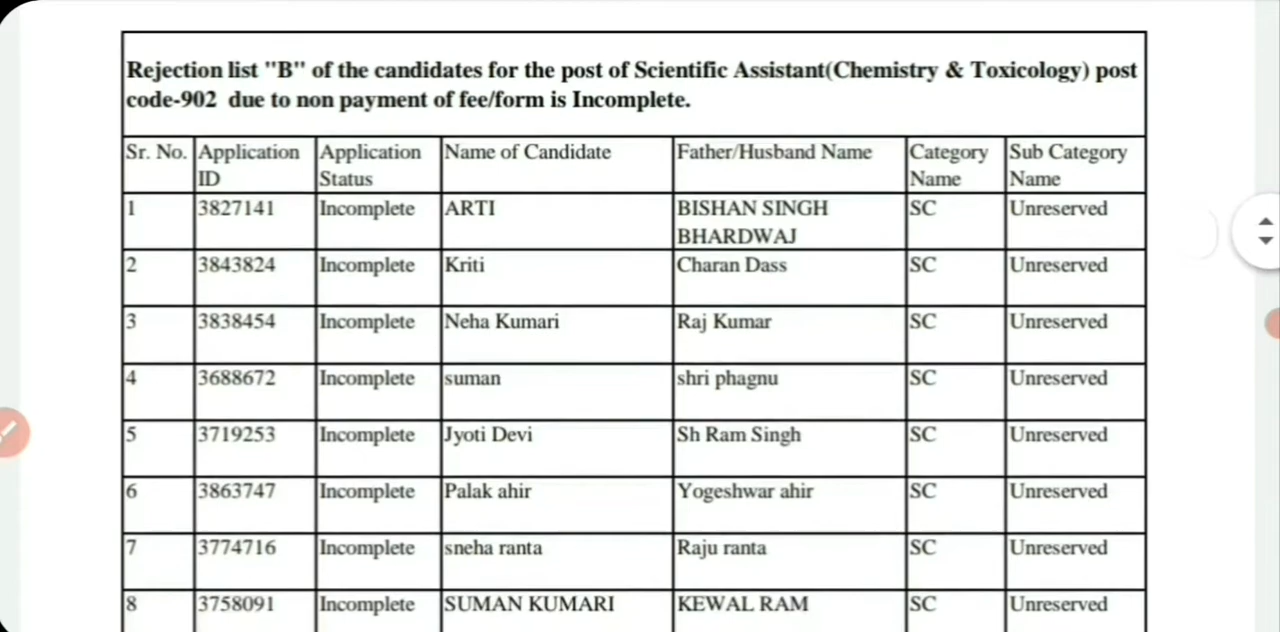 Rejection list "B" of the candidates for the post of Scientific Assistant(Chemistry & Toxicology) post
code-902 due to non payment of fee/form is Incomplete.
Sr. No. Application ID Application Status Name of Candidate Father/Husband Name Category Name Sub Category Name
1 3827141 Incomplete ARTI BISHAN SINGH BHARDWAJ SC Unreserved
2 3843824 Incomplete Kriti Charan Dass SC Unreserved
3 3838454 Incomplete Neha Kumari Raj Kumar SC Unreserved
4 3688672 Incomplete suman shri phagnu SC Unreserved
5 3719253 Incomplete Jyoti Devi Sh Ram Singh SC Unreserved
6 3863747 Incomplete Palak ahir Yogeshwar ahir SC Unreserved
7 3774716 Incomplete sneha ranta Raju ranta SC Unreserved
8 3758091 Incomplete SUMAN KUMARI KEWAL RAM SC Unreserved